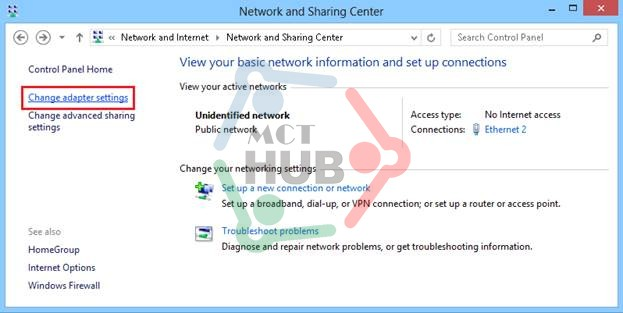 Network and Sharing Center
Network and Internet
Network and Sharing Center
Search Control Panel
Control Panel Home
Change adapter settings
Change advanced sharing
settings
See also
HomeGroup
Internet Options
Windows Firewall
View your basic network information and set up connections
View your active networks
Unidentified network
Public network
Access type: No Internet access
Connections: Ethernet 2
Change your networking settings
Set up a new connection or network
Set up a broadband, dial-up, or VPN connection; or set up a router or access point.
Troubleshoot problems
Diagnose and repair network problems, or get troubleshooting information.
MCT
HUB